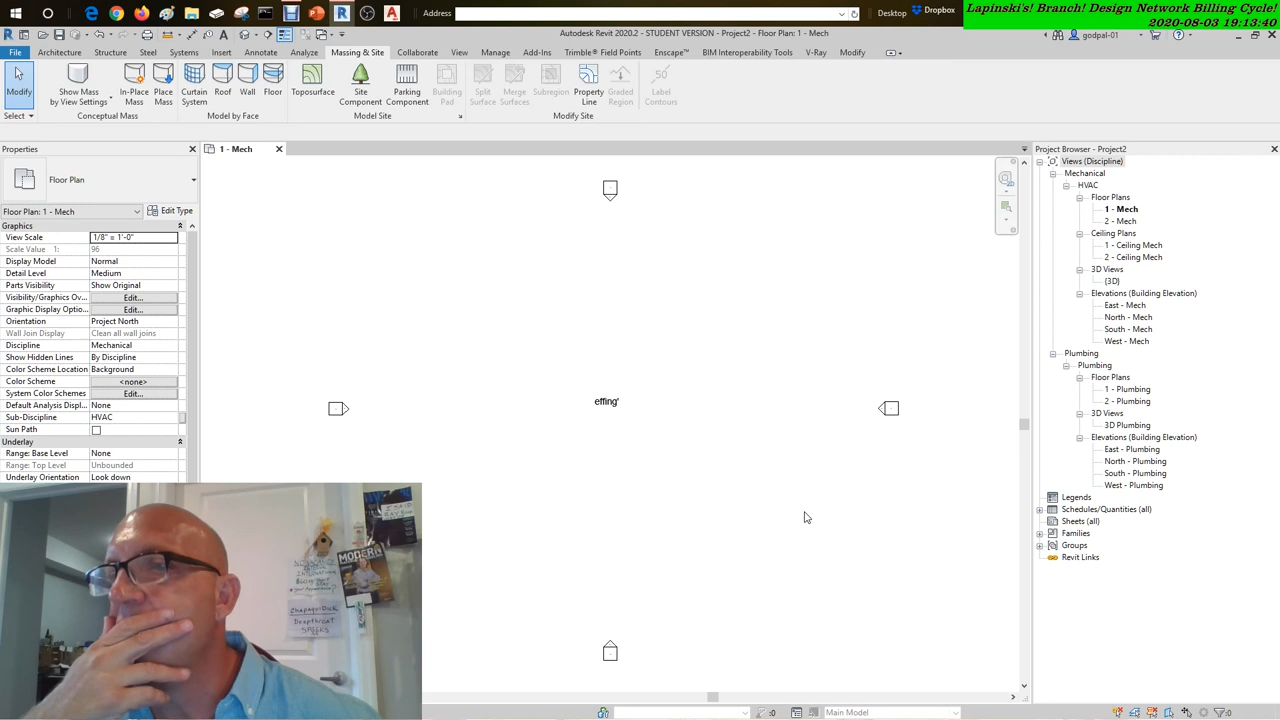 Address
Desktop
Dropbox
Lapinski's! Branch! Design Network Billing Cycle!
2020-08-03 19:13:40
Autodesk Revit 2020.2 - STUDENT VERSION - Project2 - Floor Plan: 1 - Mech
godpal-01
File Architecture Structure Steel Systems Insert Annotate Analyze Massing & Site Collaborate View Manage Add-Ins Trimble® Field Points Enscape™ BIM Interoperability Tools V-Ray Modify
Modify
Show Mass by View Settings
In-Place Mass
Place Mass
Curtain System
Roof
Wall
Floor
Toposurface
Site Component
Parking Component
Building Pad
Split Surface
Merge Surfaces
Subregion
Property Line
Graded Region
Label Contours
Select
Conceptual Mass
Model by Face
Model Site
Modify Site
Properties
1 - Mech
Project Browser - Project2
Floor Plan
Floor Plan: 1 - Mech
Edit Type
Graphics
View Scale 1/8" = 1'-0"
Scale Value 1: 96
Display Model Normal
Detail Level Medium
Parts Visibility Show Original
Visibility/Graphics Ov... Edit...
Graphic Display Optio... Edit...
Orientation Project North
Wall Join Display Clean all wall joins
Discipline Mechanical
Show Hidden Lines By Discipline
Color Scheme Location Background
Color Scheme <none>
System Color Schemes Edit...
Default Analysis Displ... None
Sub-Discipline HVAC
Sun Path
Underlay
Range: Base Level None
Range: Top Level Unbounded
Underlay Orientation Look down
effing'
Views (Discipline)
Mechanical
HVAC
Floor Plans
1 - Mech
2 - Mech
Ceiling Plans
1 - Ceiling Mech
2 - Ceiling Mech
3D Views
{3D}
Elevations (Building Elevation)
East - Mech
North - Mech
South - Mech
West - Mech
Plumbing
Plumbing
Floor Plans
1 - Plumbing
2 - Plumbing
3D Views
3D Plumbing
Elevations (Building Elevation)
East - Plumbing
North - Plumbing
South - Plumbing
West - Plumbing
Legends
Schedules/Quantities (all)
Sheets (all)
Families
Groups
Revit Links
MODERN
Deepthroat
:0
Main Model
:0